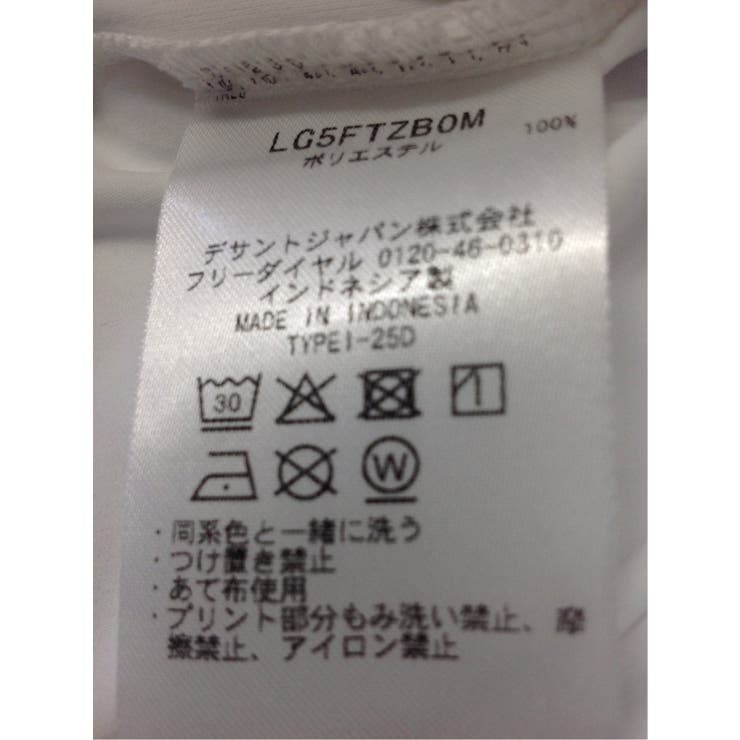 LG5FTZB0M
ポリエステル 100%
デサントジャパン株式会社
フリーダイヤル 0120-46-0310
インドネシア製
MADE IN INDONESIA
TYPEI-25D
30
W
・同系色と一緒に洗う
・つけ置き禁止
・あて布使用
・プリント部分もみ洗い禁止、摩
擦禁止、アイロン禁止